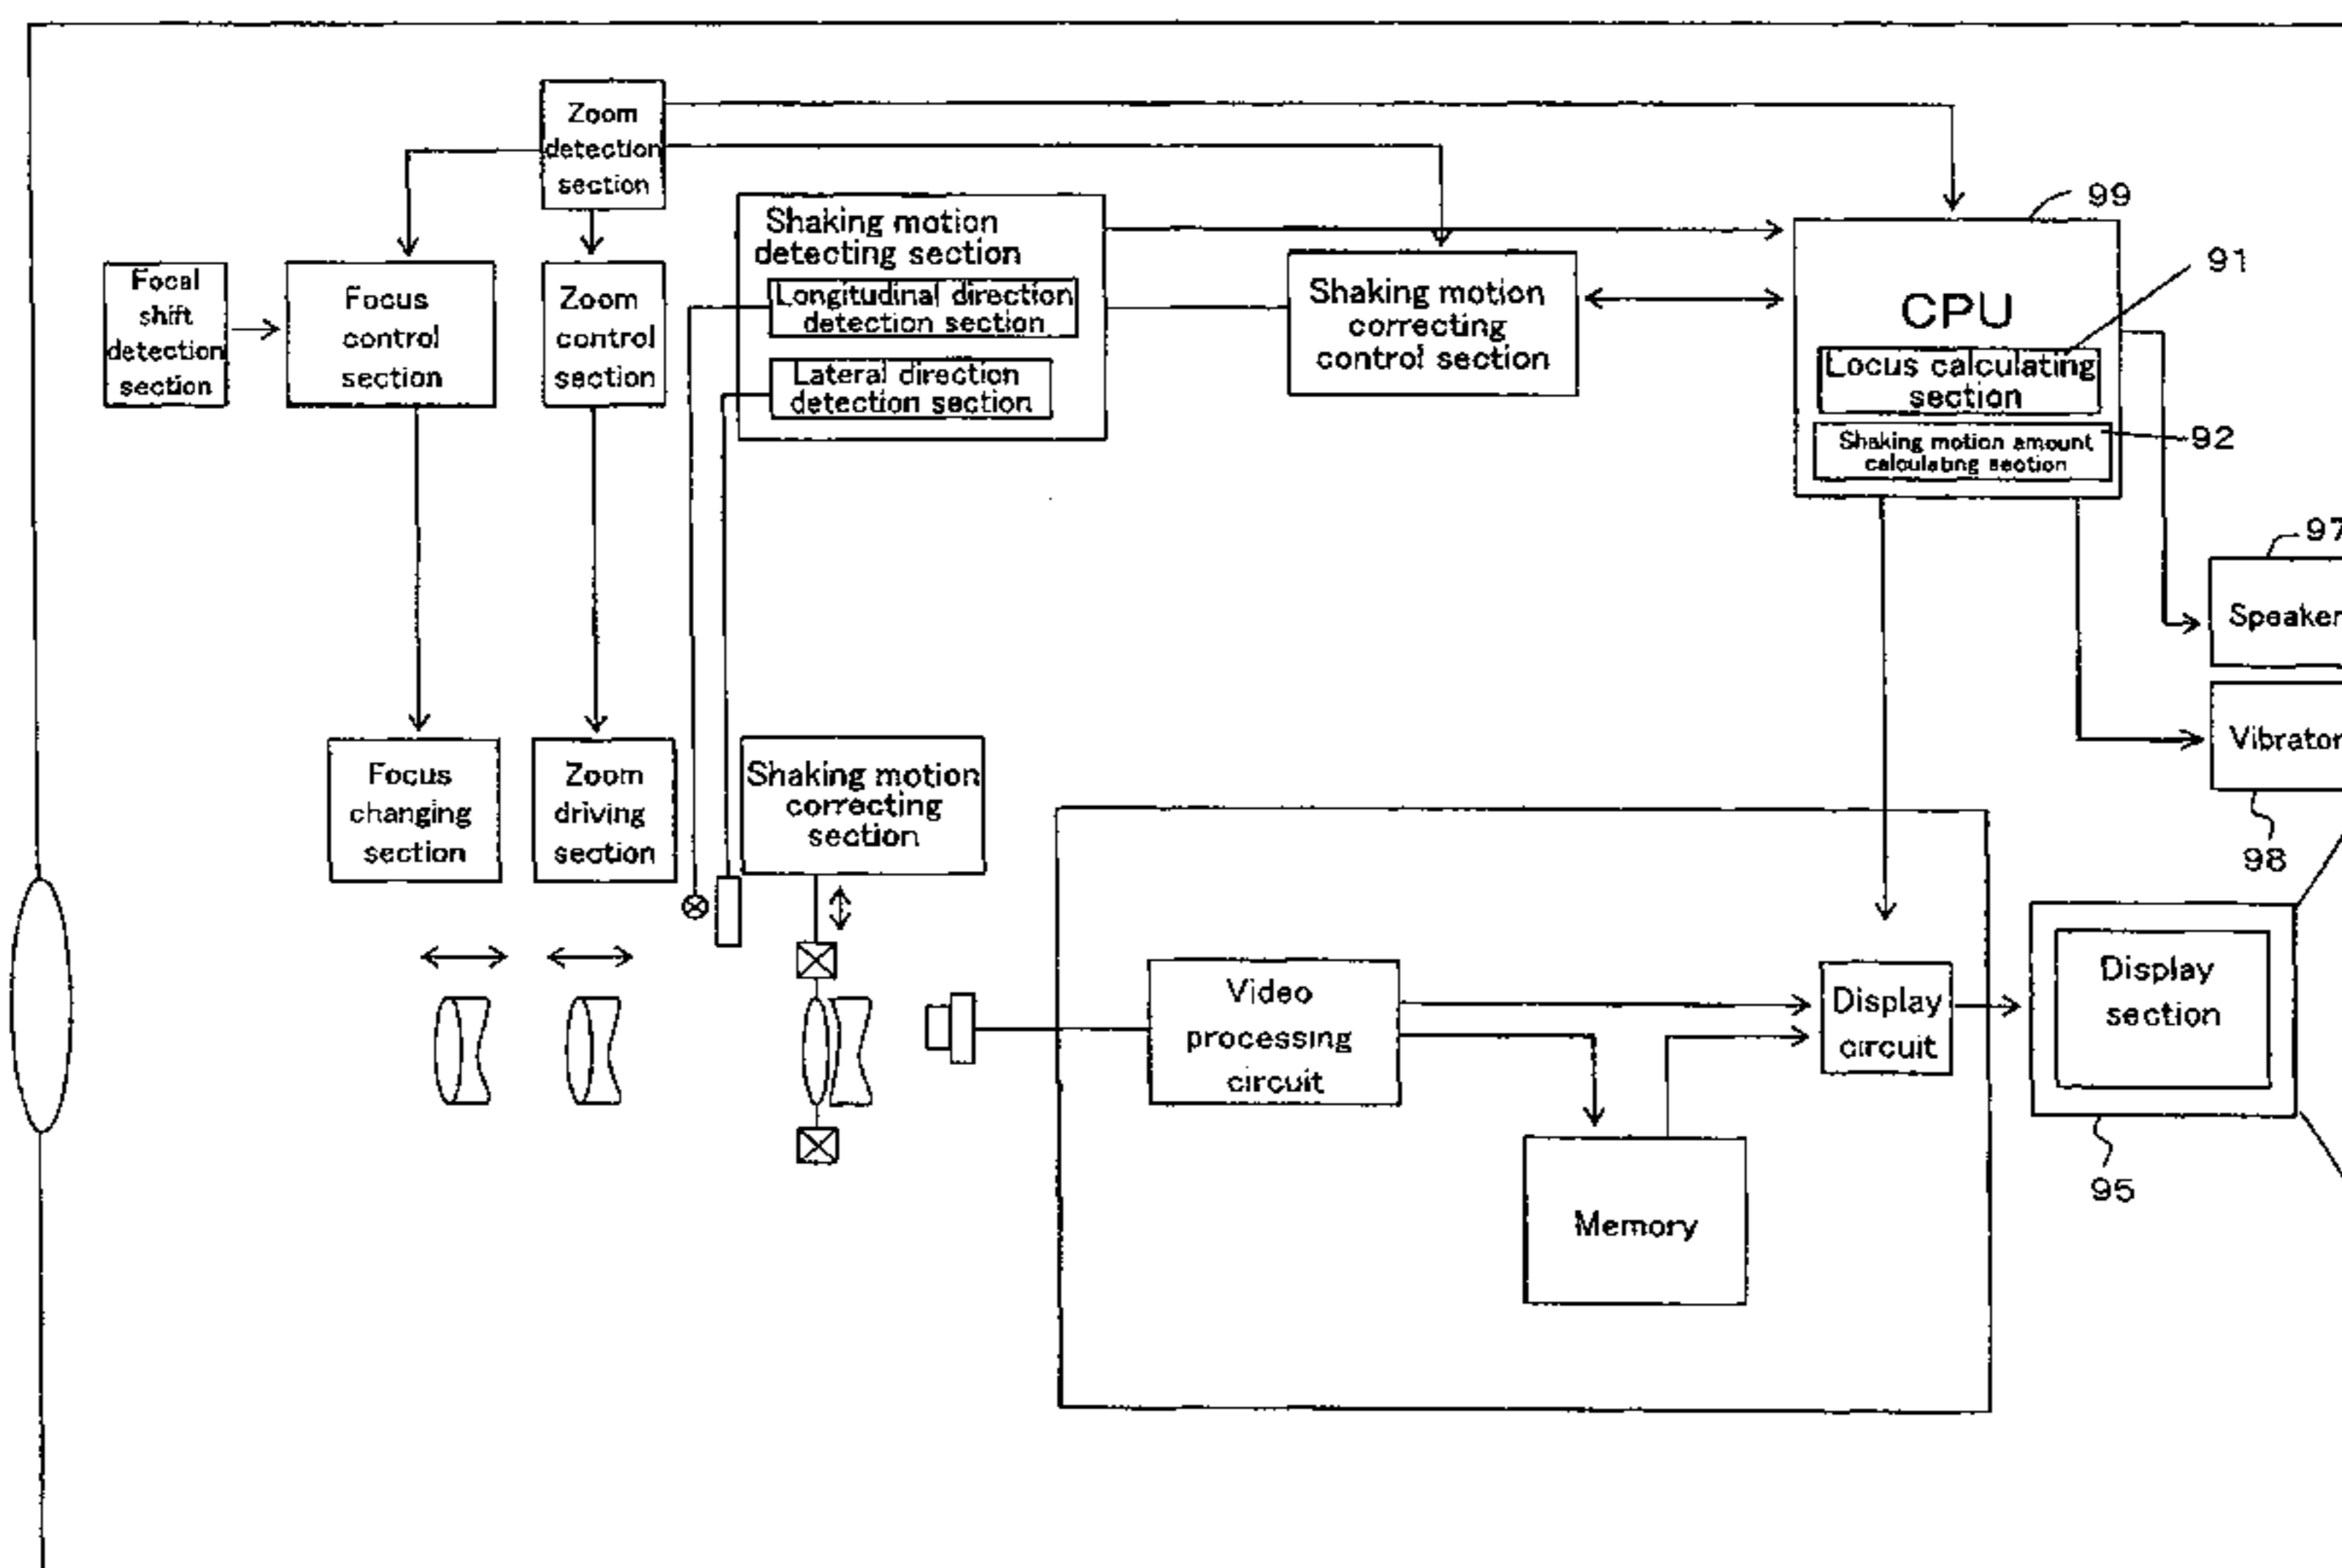 Zoom
detection
section
99
Shaking motion
detecting section
Longitudinal direction
detection section
Lateral direction
detection section
Focal
shift
detection
section
Focus
control
section
Zoom
control
section
Shaking motion
correcting
control section
91
CPU
Locus calculating
section
92
Shaking motion amount
calculating section
97
Speaker
Vibrator
98
Focus
changing
section
Zoom
driving
section
Shaking motion
correcting
section
Video
processing
circuit
Display
circuit
Display
section
95
Memory